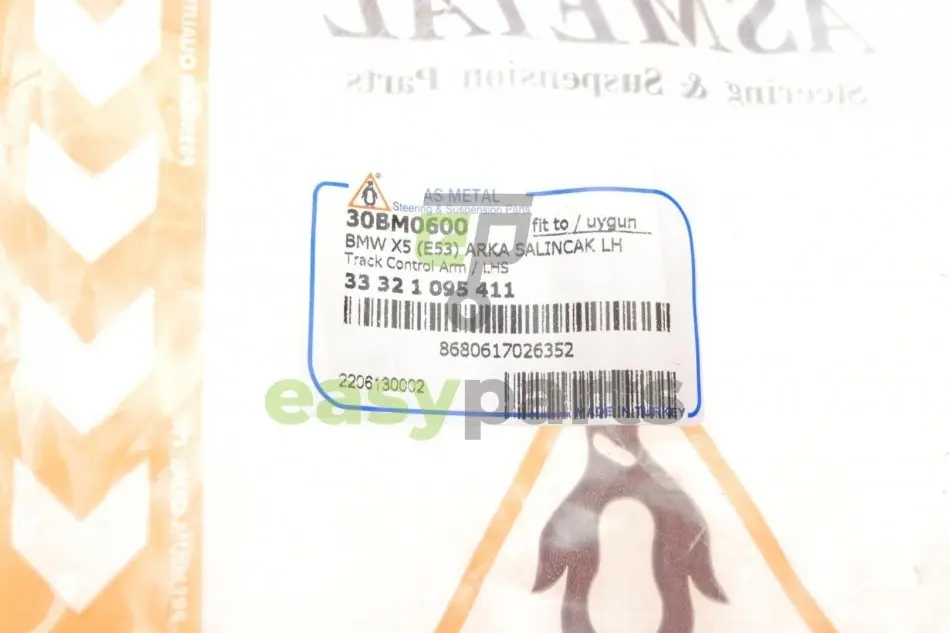 ASMETAL
Steering & Suspension Parts
AS METAL
Steering & Suspension Parts
30BM0600 fit to / uygun
BMW X5 (E53) ARKA SALINCAK LH
Track Control Arm / LHS
33 32 1 095 411
8680617026352
2206130002
MADE IN TURKEY
easyparts